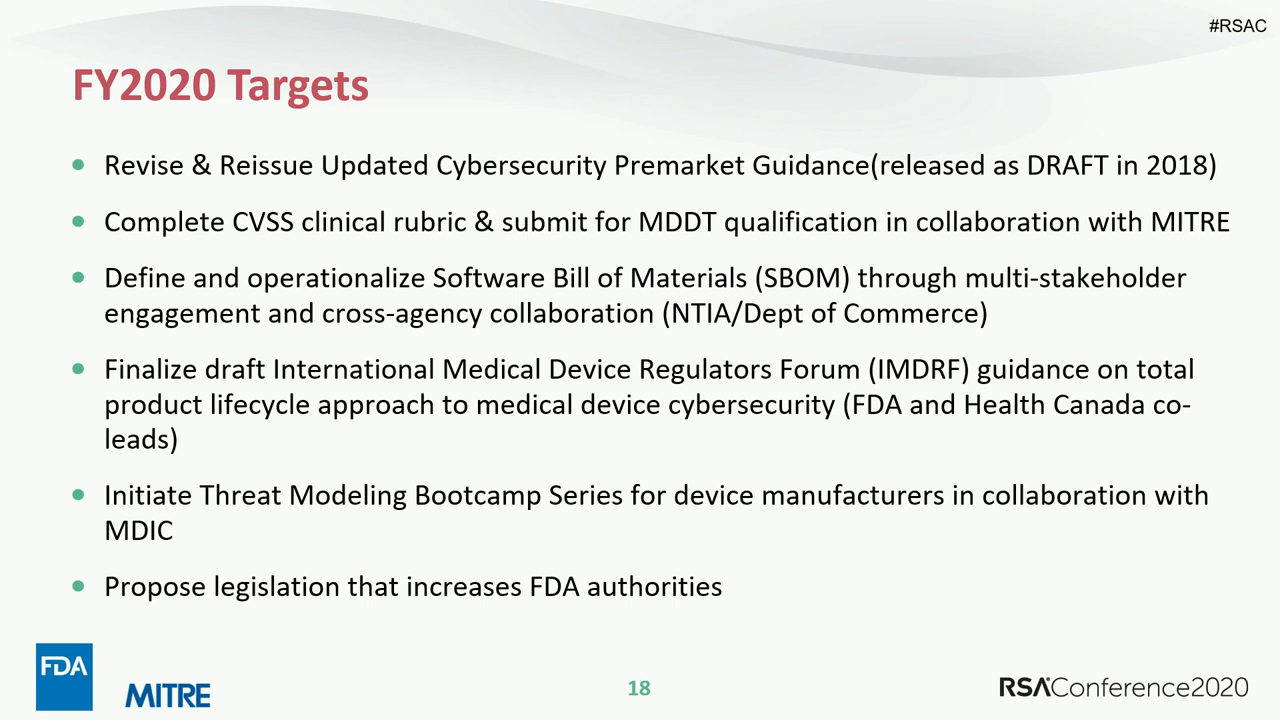 #RSAC
FY2020 Targets
• Revise & Reissue Updated Cybersecurity Premarket Guidance(released as DRAFT in 2018)
• Complete CVSS clinical rubric & submit for MDDT qualification in collaboration with MITRE
• Define and operationalize Software Bill of Materials (SBOM) through multi-stakeholder
engagement and cross-agency collaboration (NTIA/Dept of Commerce)
• Finalize draft International Medical Device Regulators Forum (IMDRF) guidance on total
product lifecycle approach to medical device cybersecurity (FDA and Health Canada co-
leads)
• Initiate Threat Modeling Bootcamp Series for device manufacturers in collaboration with
MDIC
• Propose legislation that increases FDA authorities
FDA
MITRE
18
RSAConference2020